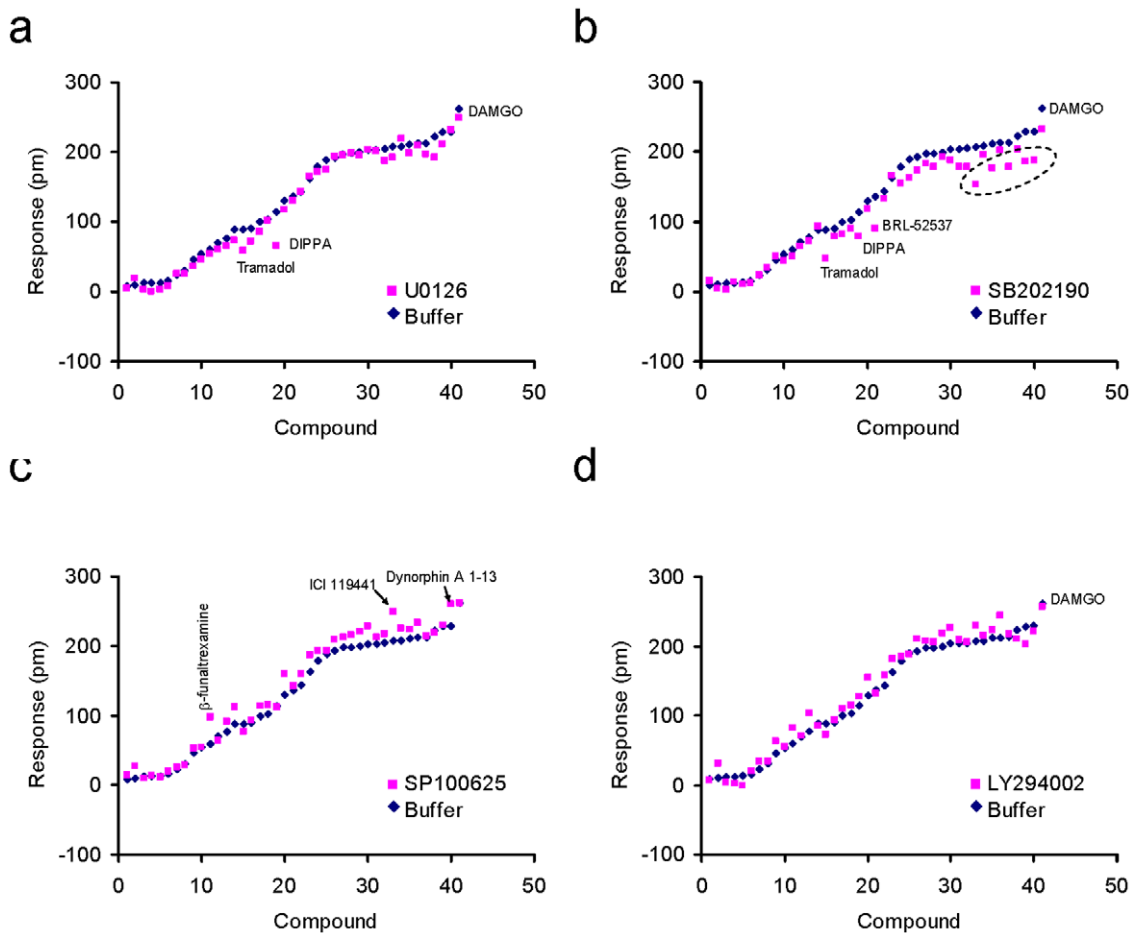 a
300
200
100
0
-100
Response (pm)
DAMGO
DIPPA
Tramadol
U0126
Buffer
0 10 20 30 40 50
Compound
b
300
200
100
0
-100
Response (pm)
DAMGO
BRL-52537
DIPPA
Tramadol
SB202190
Buffer
0 10 20 30 40 50
Compound
c
300
200
100
0
-100
Response (pm)
Dynorphin A 1-13
ICI 119441
β-funaltrexamine
SP100625
Buffer
0 10 20 30 40 50
Compound
d
300
200
100
0
-100
Response (pm)
DAMGO
LY294002
Buffer
0 10 20 30 40 50
Compound